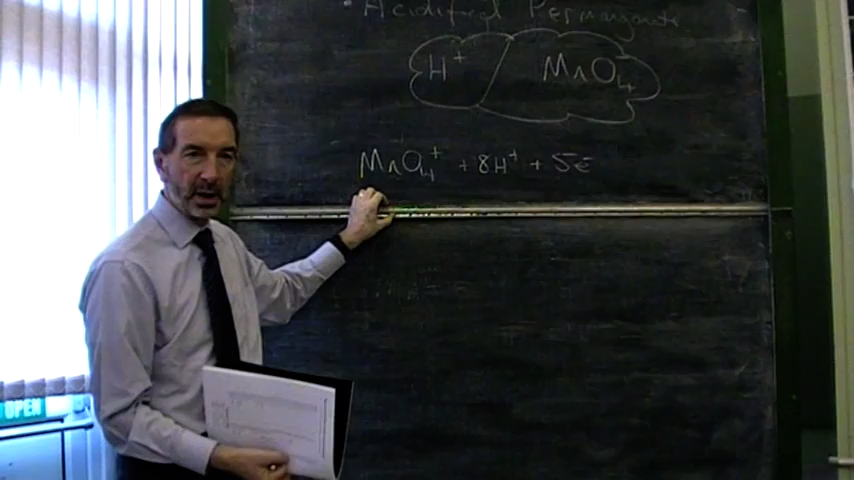 • Acidified Permanganate
H⁺ MnO₄⁻
MnO₄⁺ + 8H⁺ + 5e⁻
OPEN